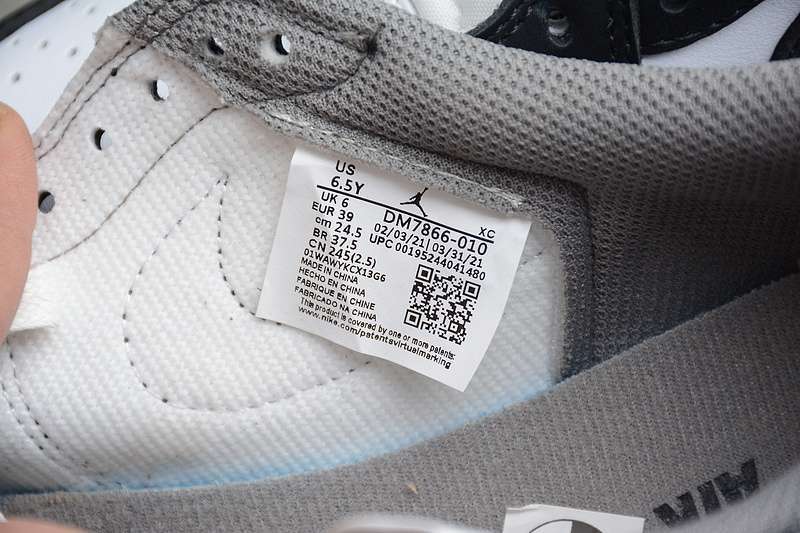 US
6.5Y
UK 6
EUR 39
cm 24.5
BR 37.5
CN 245(2.5)
XC
DM7866-010
02/03/21 | 03/31/21
UPC 00195244041480
01WAWYKCX13G6
MADE IN CHINA
HECHO EN CHINA
FABRIQUE EN CHINE
FABRICADO NA CHINA
This product is covered by one or more patents:
www.nike.com/patentsvirtualmarking
AIR